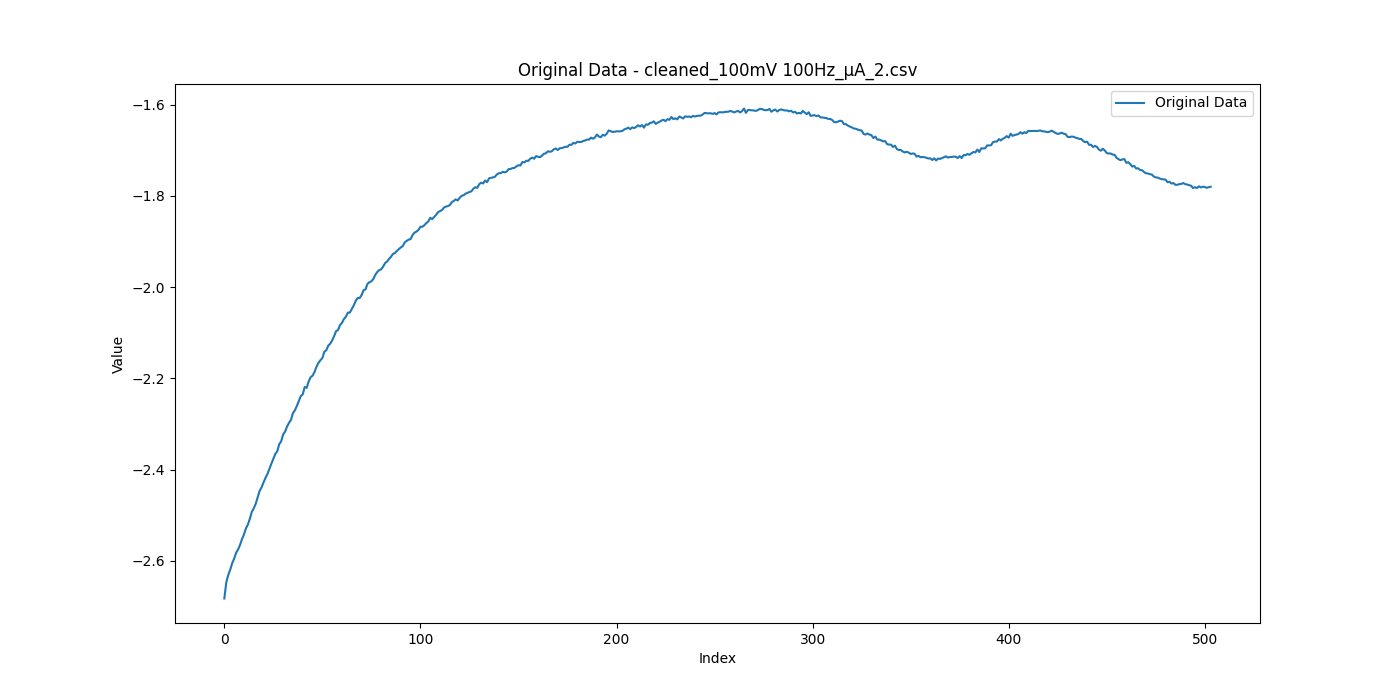 Original Data - cleaned_100mV 100Hz_µA_2.csv
Original Data
−1.6
−1.8
−2.0
−2.2
−2.4
−2.6
Value
0 100 200 300 400 500
Index